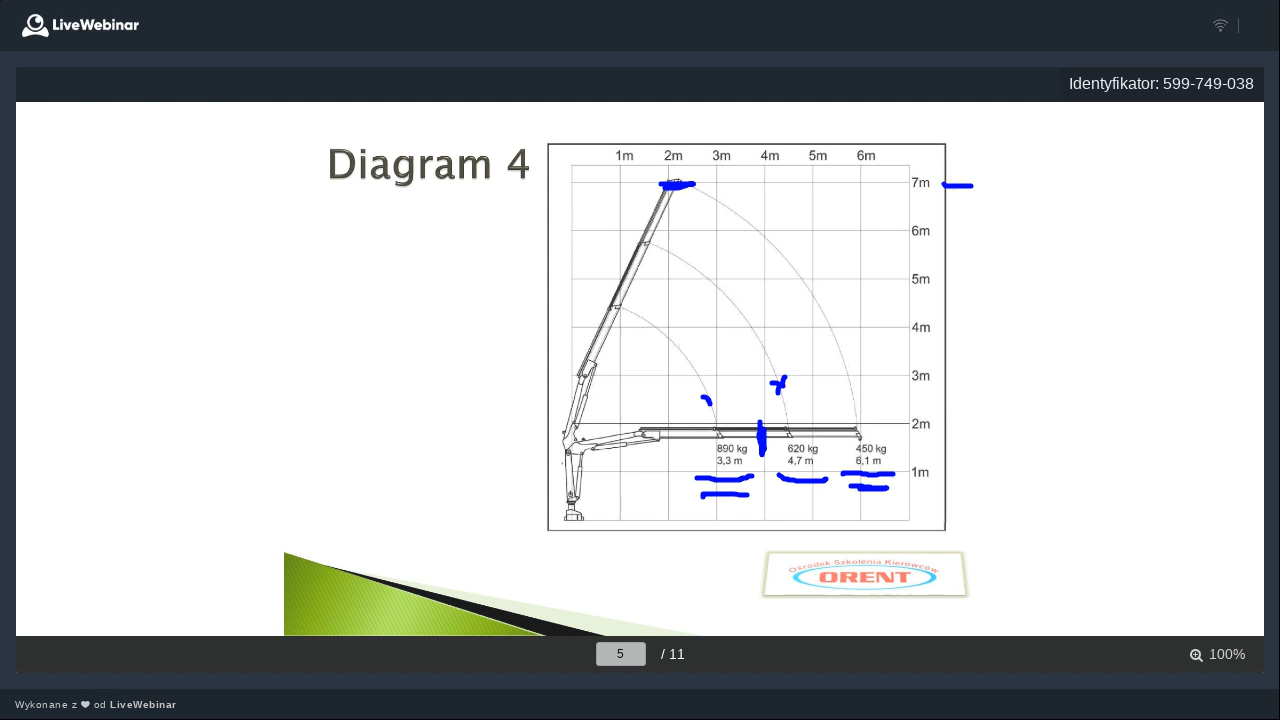 LiveWebinar
Identyfikator: 599-749-038
Diagram 4
1m 2m 3m 4m 5m 6m
7m
6m
5m
4m
3m
2m
890 kg 620 kg 450 kg
3,3 m 4,7 m 6,1 m
1m
Ośrodek Szkolenia Kierowców
ORENT
5 / 11
100%
Wykonane z od LiveWebinar